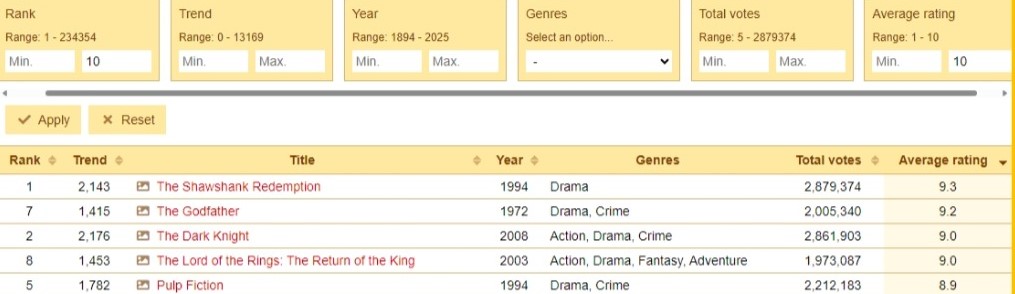 Rank Trend Year Genres Total votes Average rating
Range: 1 - 234354 Range: 0 - 13169 Range: 1894 - 2025 Select an option... Range: 5 - 2879374 Range: 1 - 10
Min. 10 Min. Max. Min. Max. - Min. Max. Min. 10
Apply Reset
Rank Trend Title Year Genres Total votes Average rating
1 2,143 The Shawshank Redemption 1994 Drama 2,879,374 9.3
7 1,415 The Godfather 1972 Drama, Crime 2,005,340 9.2
2 2,176 The Dark Knight 2008 Action, Drama, Crime 2,861,903 9.0
8 1,453 The Lord of the Rings: The Return of the King 2003 Action, Drama, Fantasy, Adventure 1,973,087 9.0
5 1,782 Pulp Fiction 1994 Drama, Crime 2,212,183 8.9